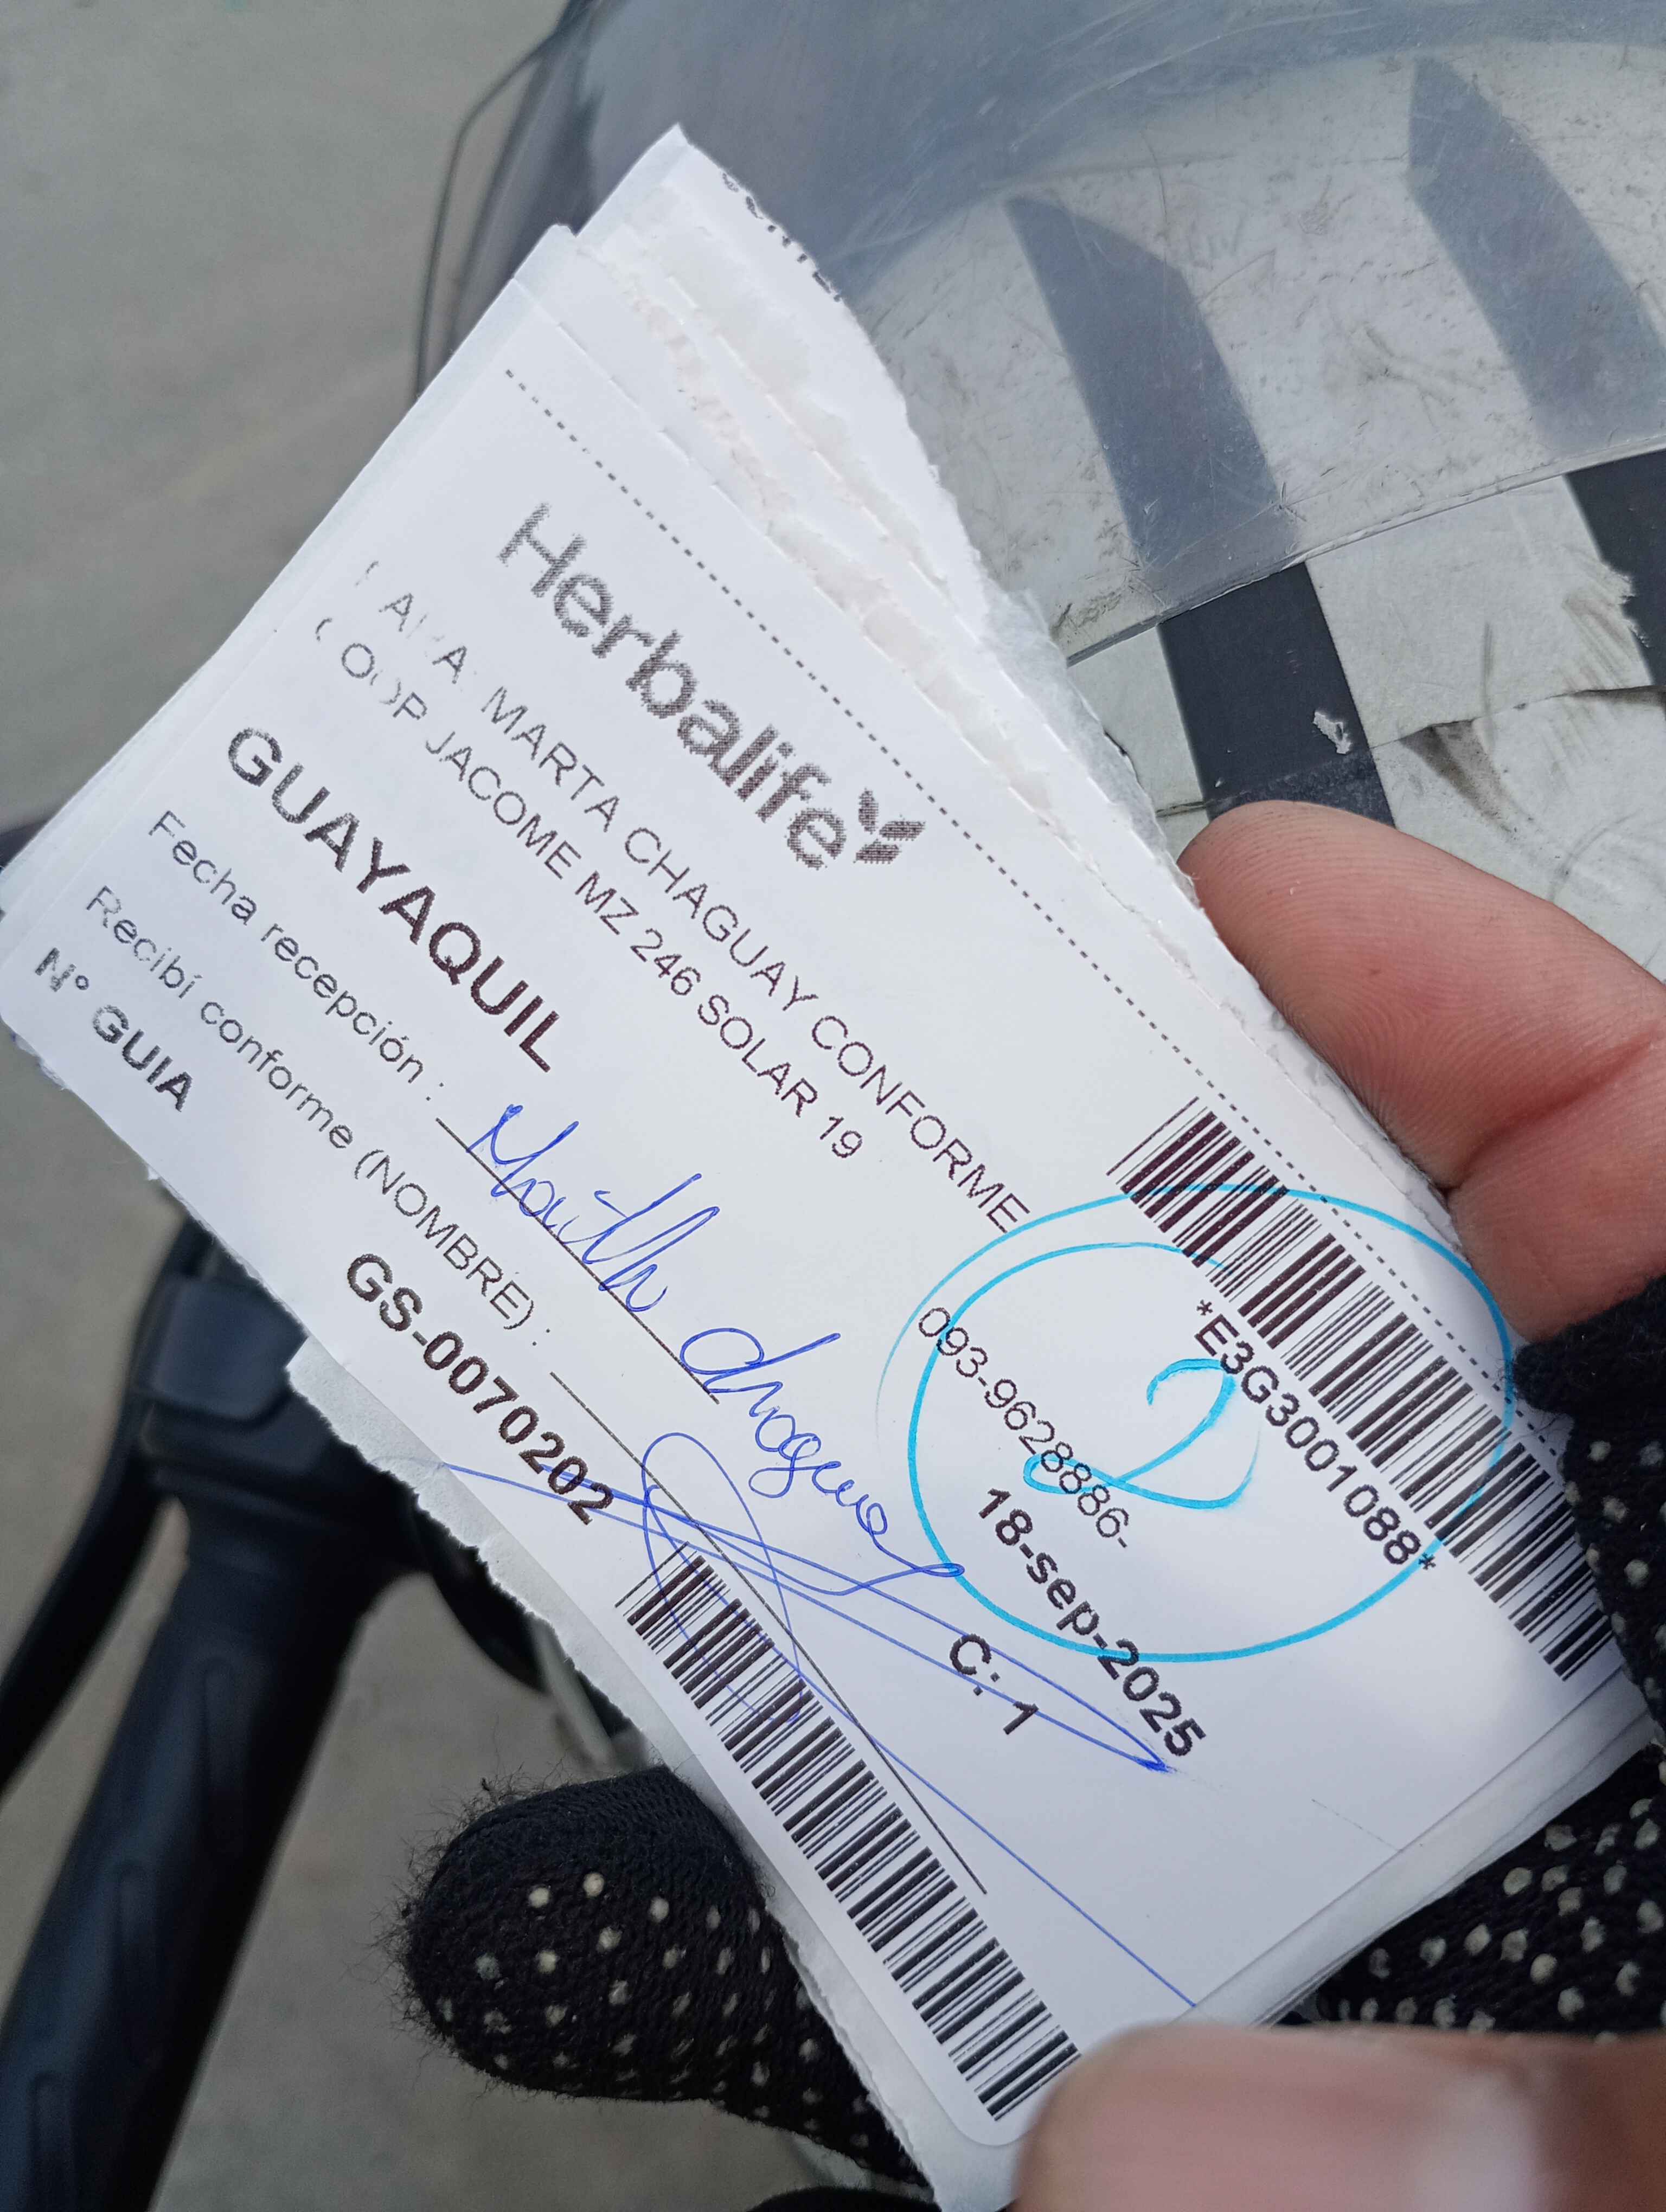 Herbalife
*E3G3001088*
MARTA CHAGUAY CONFORME
COOP JACOME MZ 246 SOLAR 19
093-9628886-
2
GUAYAQUIL
18-sep-2025
Fecha recepción :
C: 1
Recibí conforme (NOMBRE) :
N° GUIA
GS-0070202